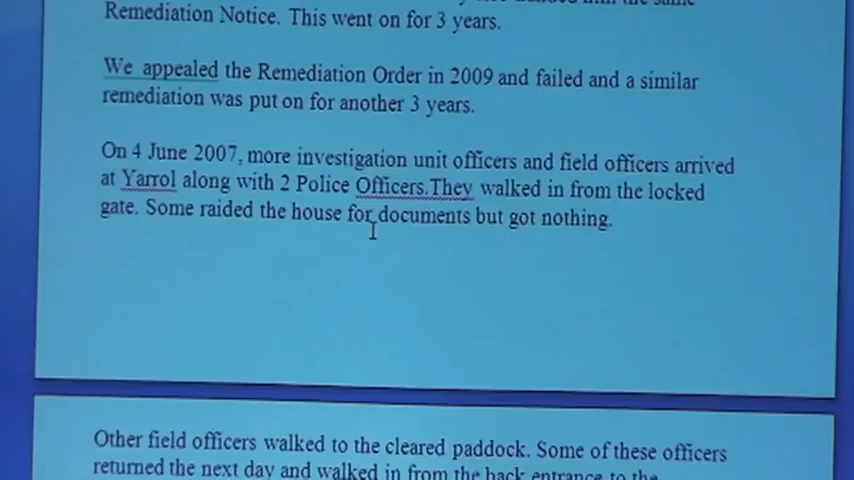 Remediation Notice. This went on for 3 years.
We appealed the Remediation Order in 2009 and failed and a similar
remediation was put on for another 3 years.
On 4 June 2007, more investigation unit officers and field officers arrived
at Yarrol along with 2 Police Officers.They walked in from the locked
gate. Some raided the house for documents but got nothing.
Other field officers walked to the cleared paddock. Some of these officers
returned the next day and walked in from the back entrance to the